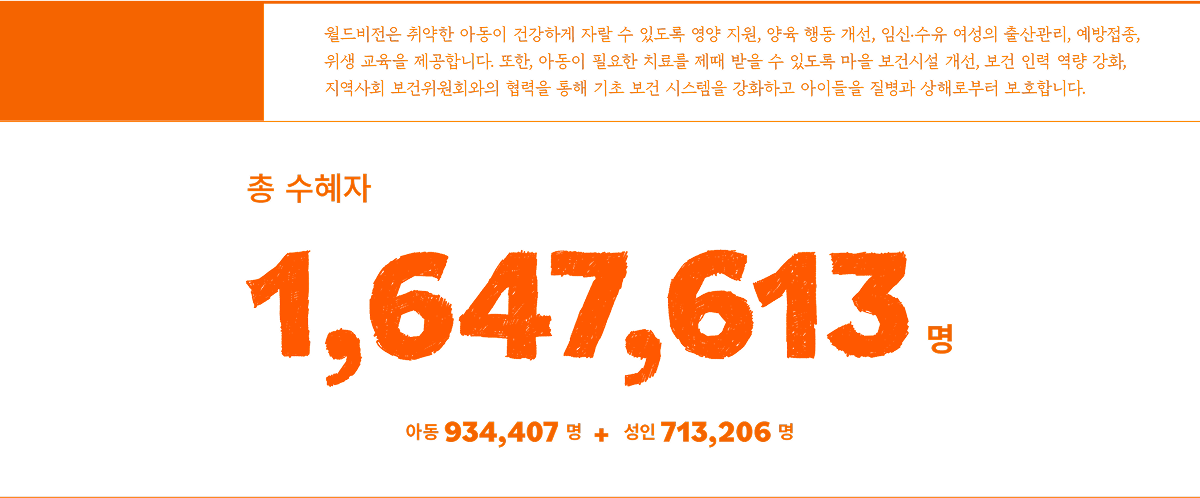 월드비전은 취약한 아동이 건강하게 자랄 수 있도록 영양 지원, 양육 행동 개선, 임신·수유 여성의 출산관리, 예방접종,
위생 교육을 제공합니다. 또한, 아동이 필요한 치료를 제때 받을 수 있도록 마을 보건시설 개선, 보건 인력 역량 강화,
지역사회 보건위원회와의 협력을 통해 기초 보건 시스템을 강화하고 아이들을 질병과 상해로부터 보호합니다.
총 수혜자
1,647,613 명
아동 934,407 명 + 성인 713,206 명